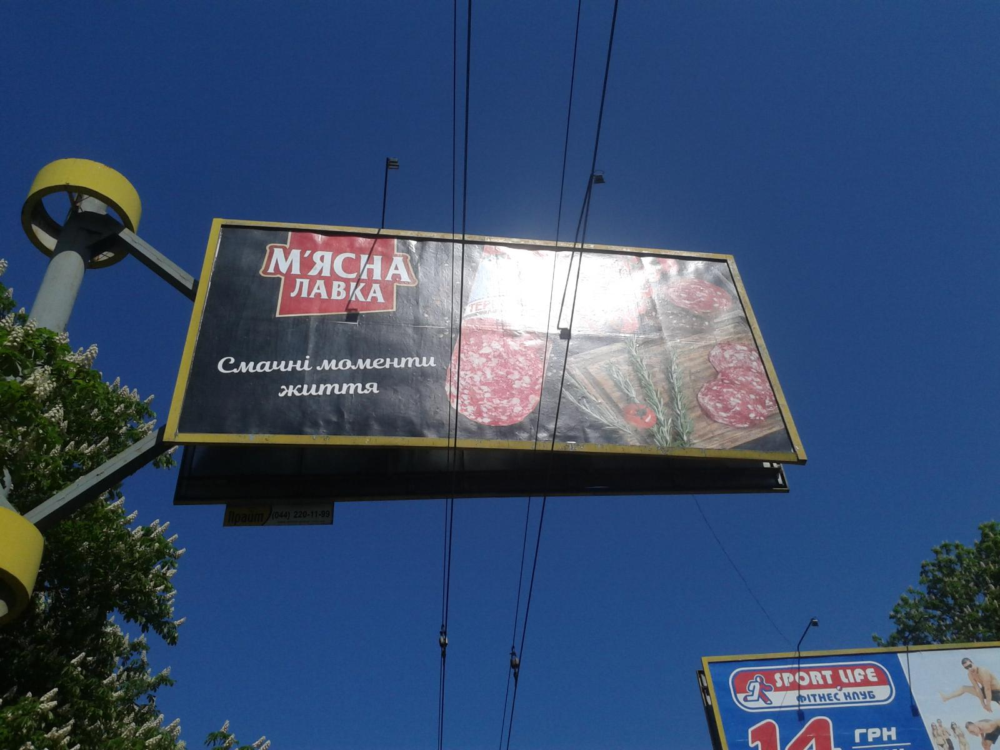 М'ЯСНА
ЛАВКА
Смачні моменти
життя
Прайт (044) 220-11-99
SPORT LIFE
ФІТНЕС КЛУБ
14 ГРН